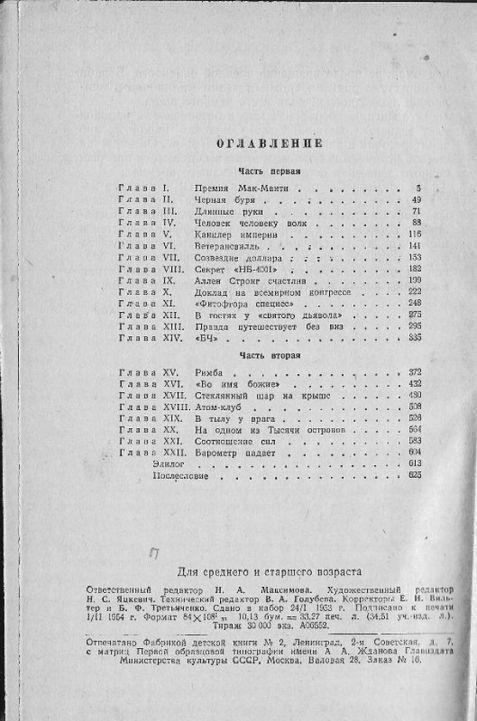 ОГЛАВЛЕНИЕ
Часть первая
Глава I. Премия Мак-Манти . . . . . . . . . 5
Глава II. Черная буря . . . . . . . . . . . 49
Глава III. Длинные руки . . . . . . . . . . 71
Глава IV. Человек человеку волк . . . . . . . 88
Глава V. Канцлер империи . . . . . . . . . 116
Глава VI. Ветерансвилль . . . . . . . . . . 141
Глава VII. Созвездие доллара . . . . . . . . . 153
Глава VIII. Секрет «НБ-4001» . . . . . . . . . 182
Глава IX. Аллен Стронг счастлив . . . . . . . 199
Глава X. Доклад на всемирном конгрессе . . . . 222
Глава XI. «Фитофтора специес» . . . . . . . . 248
Глава XII. В гостях у «святого дьявола» . . . . . 275
Глава XIII. Правда путешествует без виз . . . . . 295
Глава XIV. «БЧ» . . . . . . . . . . . . . 335
Часть вторая
Глава XV. Римба . . . . . . . . . . . . . 372
Глава XVI. «Во имя божие» . . . . . . . . . 432
Глава XVII. Стеклянный шар на крыше . . . . . . 480
Глава XVIII. Атом-клуб . . . . . . . . . . . 508
Глава XIX. В тылу у врага . . . . . . . . . . 526
Глава XX. На одном из Тысячи островов . . . . . 564
Глава XXI. Соотношение сил . . . . . . . . . 583
Глава XXII. Барометр падает . . . . . . . . . 604
Эпилог . . . . . . . . . . . . . . . 613
Послесловие . . . . . . . . . . . . . . 625
Для среднего и старшего возраста
Ответственный редактор Н. А. Максимова. Художественный редактор
Н. С. Яцкевич. Технический редактор В. А. Голубева. Корректоры Е. И. Виль-
тер и Б. Ф. Третьяченко. Сдано в набор 24/I 1953 г. Подписано к печати
1/II 1954 г. Формат 84×108¹/₃₂ 10,13 бум. = 33,27 печ. л. (34,51 уч.-изд. л.).
Тираж 30 000 экз. А00552.
Отпечатано Фабрикой детской книги № 2, Ленинград, 2-я Советская, д. 7,
с матриц Первой образцовой типографии имени А. А. Жданова Главиздата
Министерства культуры СССР, Москва, Валовая 28. Заказ № 16.